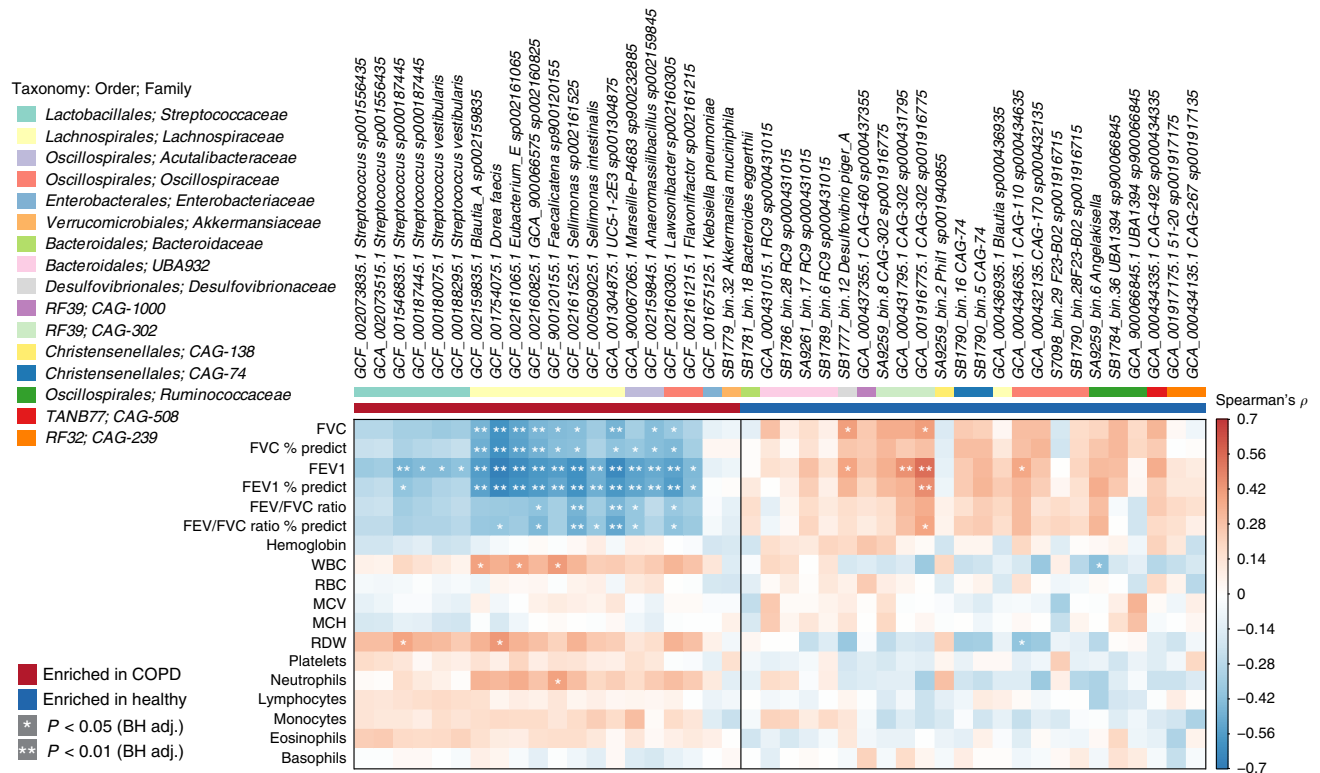 Taxonomy: Order; Family
Lactobacillales; Streptococcaceae
Lachnospirales; Lachnospiraceae
Oscillospirales; Acutalibacteraceae
Oscillospirales; Oscillospiraceae
Enterobacterales; Enterobacteriaceae
Verrucomicrobiales; Akkermansiaceae
Bacteroidales; Bacteroidaceae
Bacteroidales; UBA932
Desulfovibrionales; Desulfovibrionaceae
RF39; CAG-1000
RF39; CAG-302
Christensenellales; CAG-138
Christensenellales; CAG-74
Oscillospirales; Ruminococcaceae
TANB77; CAG-508
RF32; CAG-239
GCF_002073835.1 Streptococcus sp001556435
GCA_002073515.1 Streptococcus sp001556435
GCF_001546835.1 Streptococcus sp000187445
GCF_000187445.1 Streptococcus sp000187445
GCF_000180075.1 Streptococcus vestibularis
GCF_000188295.1 Streptococcus vestibularis
GCF_002159835.1 Blautia_A sp002159835
GCF_001754075.1 Dorea faecis
GCF_002161065.1 Eubacterium_E sp002161065
GCF_002160825.1 GCA_900066575 sp002160825
GCF_900120155.1 Faecalicatena sp900120155
GCF_002161525.1 Sellimonas sp002161525
GCF_000509025.1 Sellimonas intestinalis
GCF_001304875.1 UC5-1-2E3 sp001304875
GCA_900067065.1 Marseille-P4683 sp900232885
GCF_002159845.1 Anaeromassilibacillus sp002159845
GCF_002160305.1 Lawsonibacter sp002160305
GCF_002161215.1 Flavonifractor sp002161215
GCF_001675125.1 Klebsiella pneumoniae
SB1779_bin.32 Akkermansia muciniphila
SB1781_bin.18 Bacteroides eggerthii
GCA_000431015.1 RC9 sp000431015
SB1786_bin.28 RC9 sp000431015
SA9261_bin.17 RC9 sp000431015
SB1789_bin.6 RC9 sp000431015
SB1777_bin.12 Desulfovibrio piger_A
GCA_000437355.1 CAG-460 sp000437355
SA9259_bin.8 CAG-302 sp001916775
GCA_000431795.1 CAG-302 sp000431795
GCA_001916775.1 CAG-302 sp001916775
SA9259_bin.2 Phil1 sp001940855
SB1790_bin.16 CAG-74
SB1790_bin.5 CAG-74
GCA_000436935.1 Blautia sp000436935
GCA_000434635.1 CAG-110 sp000434635
GCA_000432135.CAG-170 sp000432135
S7098_bin.29 F23-B02 sp001916715
SB1790_bin.28F23-B02 sp001916715
SA9259_bin.6 Angelakisella
SB1784_bin.36 UBA1394 sp900066845
GCA_900066845.1 UBA1394 sp900066845
GCA_000434335.1 CAG-492 sp000434335
GCA_001917175.1 51-20 sp001917175
GCA_000434135.1 CAG-267 sp001917135
FVC ** ** ** ** * * ** * * * *
FVC % predict ** ** ** ** * * * * * *
FEV1 ** * * * ** ** ** ** ** ** ** ** ** ** ** * * ** ** *
FEV1 % predict * ** ** ** ** ** ** ** ** ** ** ** * **
FEV/FVC ratio * ** ** * *
FEV/FVC ratio % predict * * ** * ** * * *
Hemoglobin
WBC * * * *
RBC
MCV
MCH
RDW * * *
Platelets
Neutrophils *
Lymphocytes
Monocytes
Eosinophils
Basophils
Enriched in COPD
Enriched in healthy
* P < 0.05 (BH adj.)
** P < 0.01 (BH adj.)
Spearman's ρ
0.7
0.56
0.42
0.28
0.14
0
−0.14
−0.28
−0.42
−0.56
−0.7